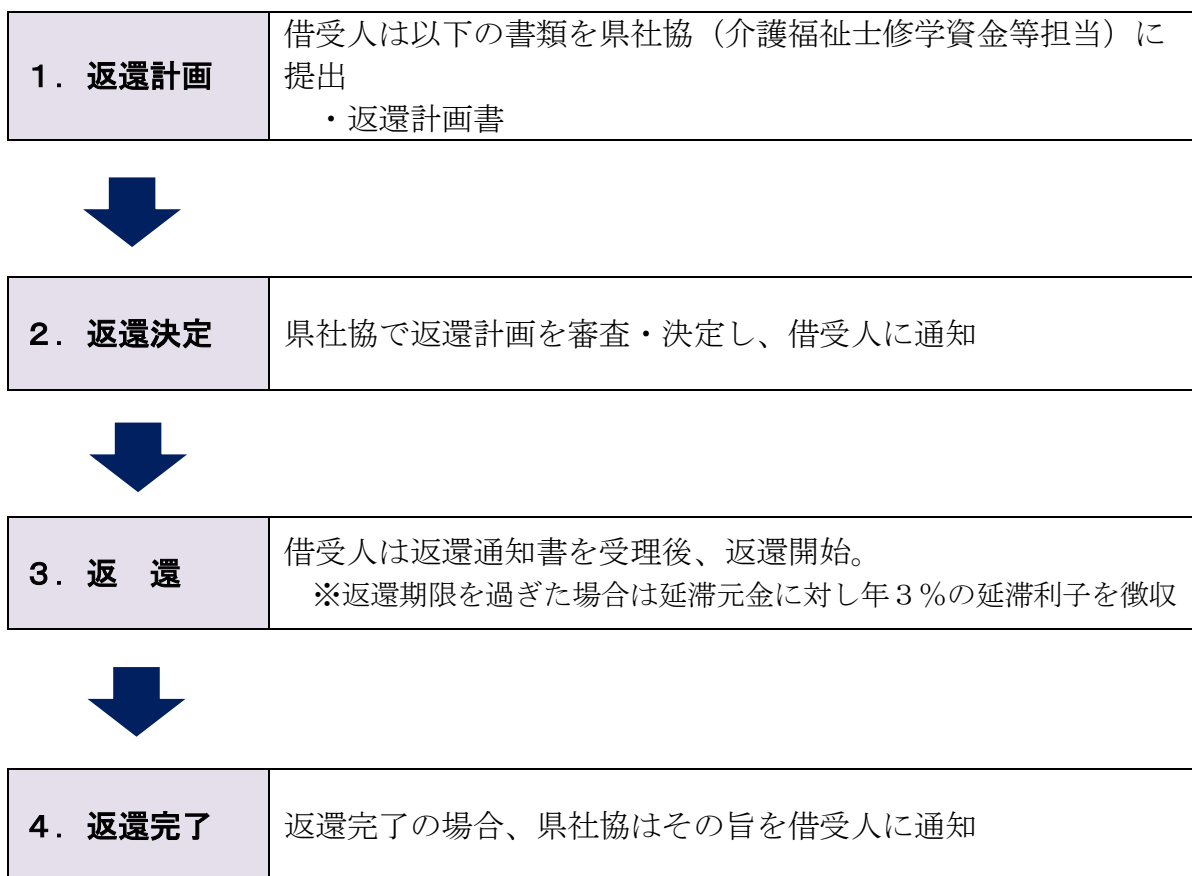 １．返還計画
借受人は以下の書類を県社協（介護福祉士修学資金等担当）に
提出
・返還計画書
２．返還決定
県社協で返還計画を審査・決定し、借受人に通知
３．返　還
借受人は返還通知書を受理後、返還開始。
※返還期限を過ぎた場合は延滞元金に対し年３％の延滞利子を徴収
４．返還完了
返還完了の場合、県社協はその旨を借受人に通知